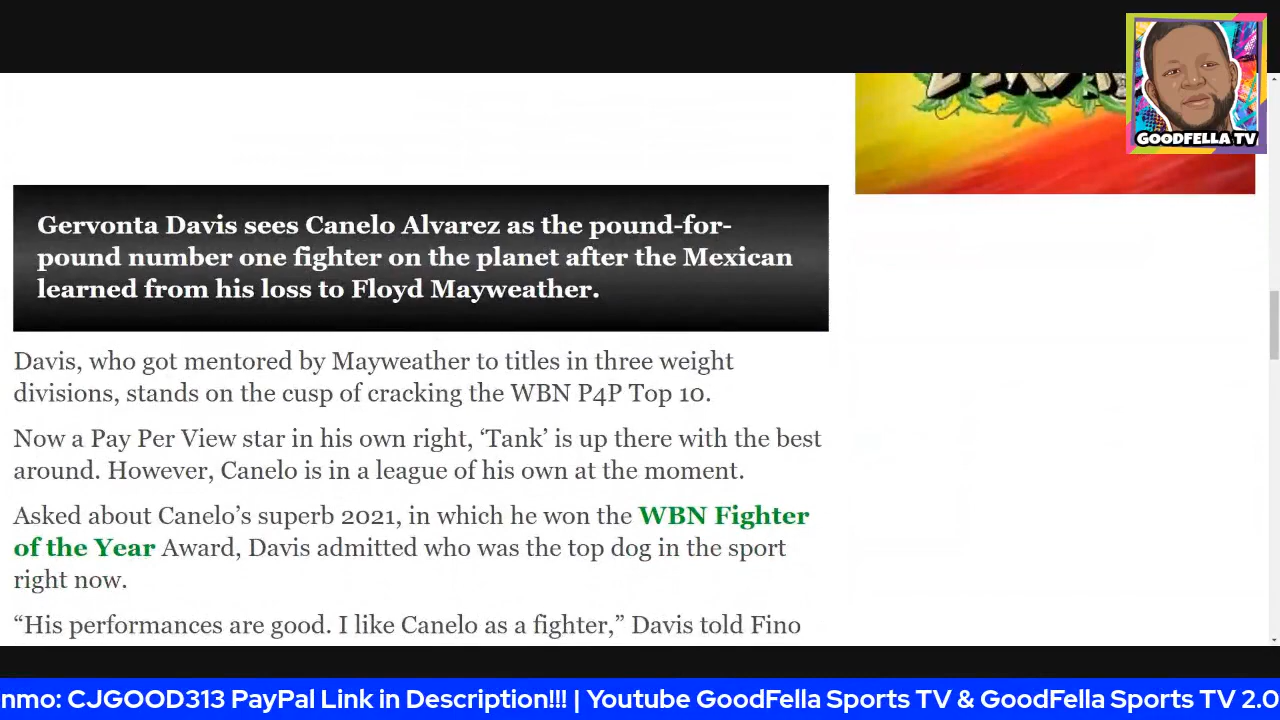 GOODFELLA TV
Gervonta Davis sees Canelo Alvarez as the pound-for-
pound number one fighter on the planet after the Mexican
learned from his loss to Floyd Mayweather.
Davis, who got mentored by Mayweather to titles in three weight
divisions, stands on the cusp of cracking the WBN P4P Top 10.
Now a Pay Per View star in his own right, ‘Tank’ is up there with the best
around. However, Canelo is in a league of his own at the moment.
Asked about Canelo’s superb 2021, in which he won the WBN Fighter
of the Year Award, Davis admitted who was the top dog in the sport
right now.
“His performances are good. I like Canelo as a fighter,” Davis told Fino
nmo: CJGOOD313 PayPal Link in Description!!! | Youtube GoodFella Sports TV & GoodFella Sports TV 2.0